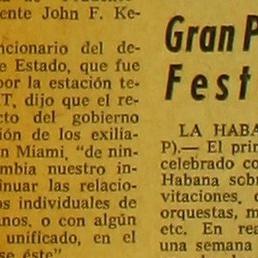 ente John F. Ke-
ncionario del de-
e Estado, que fue
por la estación te-
T, dijo que el re-
cto del gobierno
ión de los exilia-
n Miami, "de nin-
mbia nuestro in-
tinuar las relacio-
os individuales de
anos, o con algún
unificado, en el
se éste"
Gran P
Fest
LA HABA
P).— El prin
celebrado co
Habana sobr
vitaciones, d
orquestas, m
etc. En rea
una semana